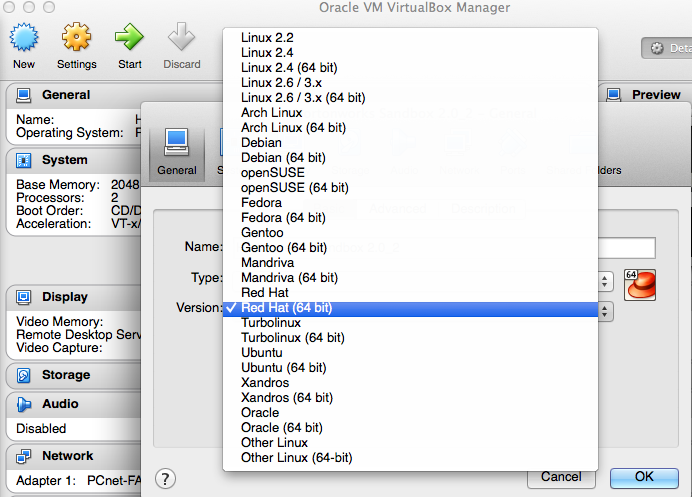 Oracle VM VirtualBox Manager
New
Settings
Start
Discard
Deta
General
Name: H
Operating System:
System
Base Memory: 2048
Processors: 2
Boot Order: CD/D
Acceleration: VT-x/
Display
Video Memory:
Remote Desktop Serv
Video Capture:
Storage
Audio
Disabled
Network
Adapter 1: PCnet-FA
Preview
General
S
lders
Name:
Type:
Version:
64
Linux 2.2
Linux 2.4
Linux 2.4 (64 bit)
Linux 2.6 / 3.x
Linux 2.6 / 3.x (64 bit)
Arch Linux
Arch Linux (64 bit)
Debian
Debian (64 bit)
openSUSE
openSUSE (64 bit)
Fedora
Fedora (64 bit)
Gentoo
Gentoo (64 bit)
Mandriva
Mandriva (64 bit)
Red Hat
✓ Red Hat (64 bit)
Turbolinux
Turbolinux (64 bit)
Ubuntu
Ubuntu (64 bit)
Xandros
Xandros (64 bit)
Oracle
Oracle (64 bit)
Other Linux
Other Linux (64-bit)
?
Cancel
OK